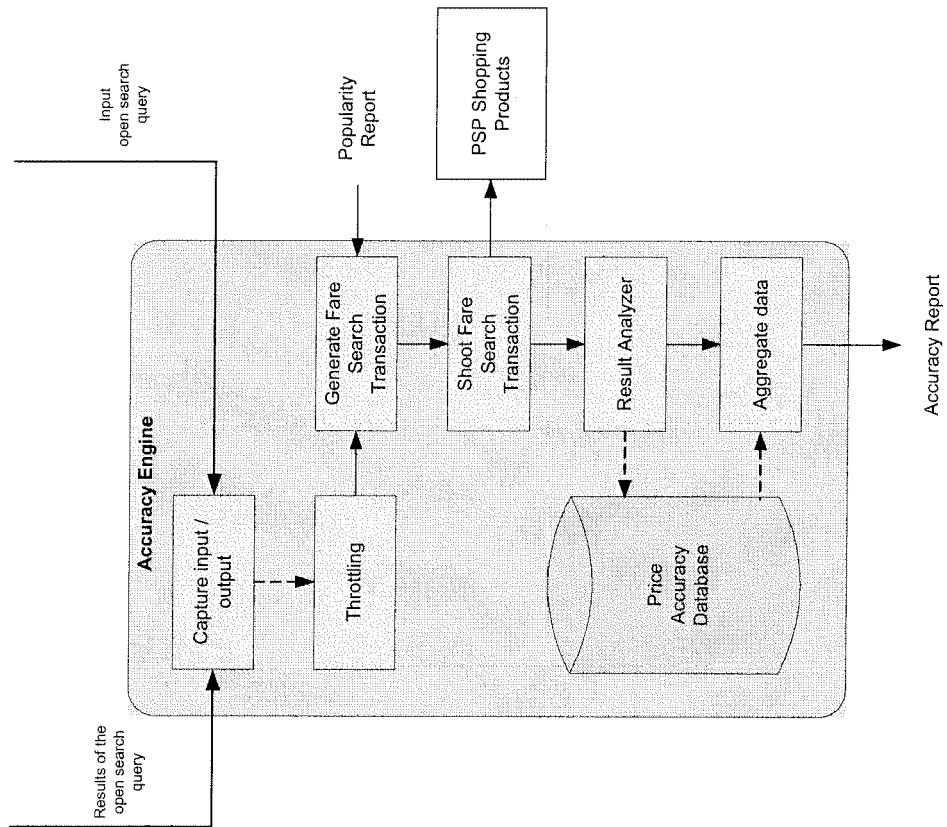 Input
open search
query
Results of the
open search
query
Accuracy Engine
Capture input /
output
Throttling
Popularity
Report
Generate Fare
Search
Transaction
Shoot Fare
Search
Transaction
PSP Shopping
Products
Result Analyzer
Price
Accuracy
Database
Aggregate data
Accuracy Report